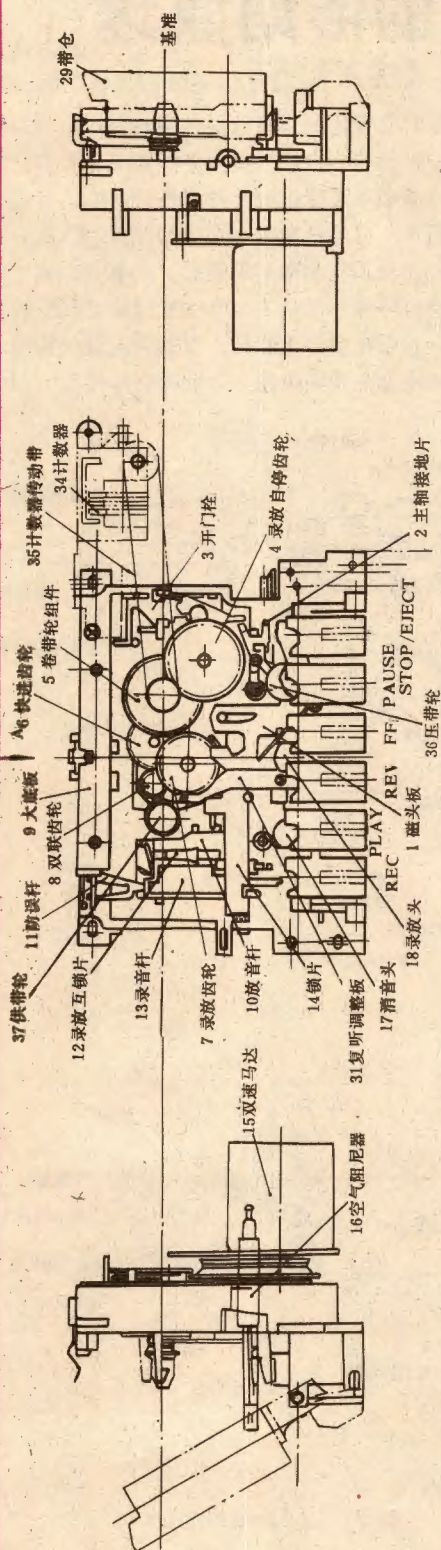 29带仓
基准
34计数器
35计数器传动带
3 开门栓
4 录放自停齿轮
2 主轴接地片
5 卷带轮组件
A
6 快进齿轮
9 大底板
8 双联齿轮
11防误杆
37供带轮
12录放互锁片
13录音杆
7 录放齿轮
10放音杆
14锁片
31复听调整板
17消音头
18录放头
1 磁头板
36压带轮
REC
PLAY
REV
FF
PAUSE
STOP/EJECT
15双速马达
16空气阻尼器